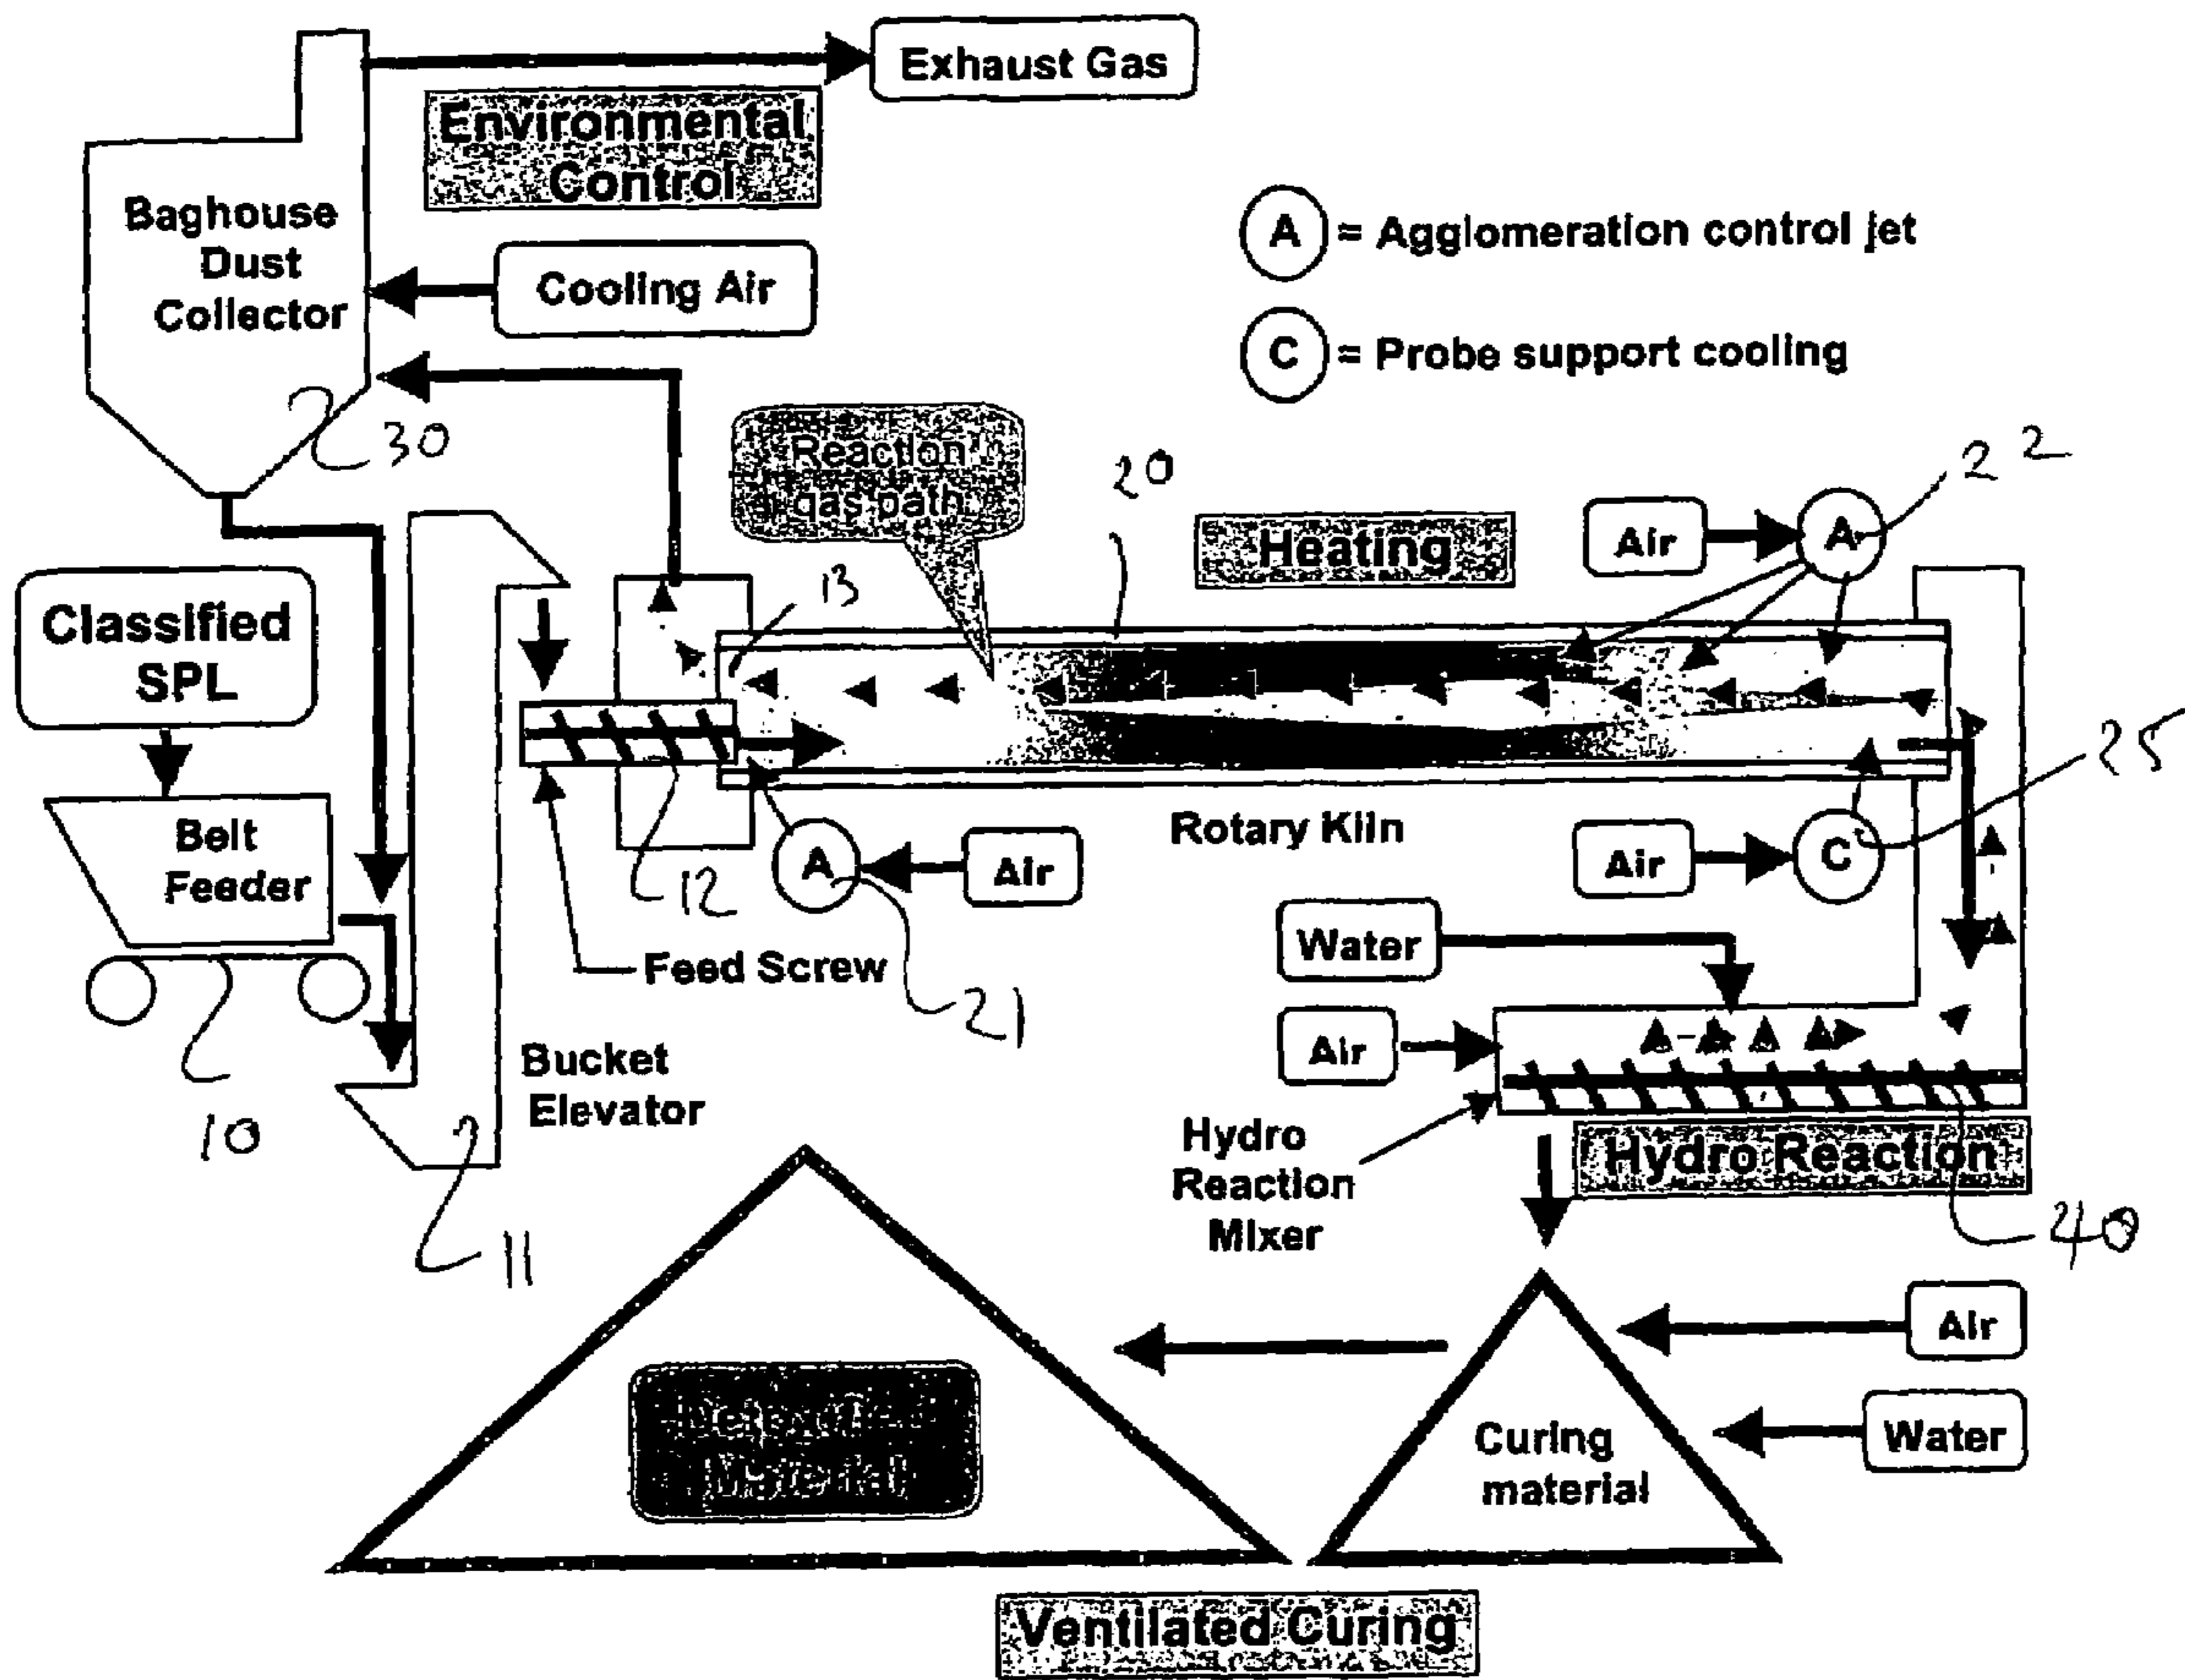 Exhaust Gas
Environmental
Control
Baghouse
Dust
Collector
Cooling Air
A = Agglomeration control jet
C = Probe support cooling
30
Reaction
gas path
20
Heating
Air
A
22
13
Classified
SPL
25
Belt
Feeder
Rotary Kiln
12
A
Air
Air
C
Water
Feed Screw
21
Air
10
Bucket
Elevator
Hydro
Reaction
Mixer
Hydro Reaction
11
40
Air
Detoxified
Material
Curing
material
Water
Ventilated Curing